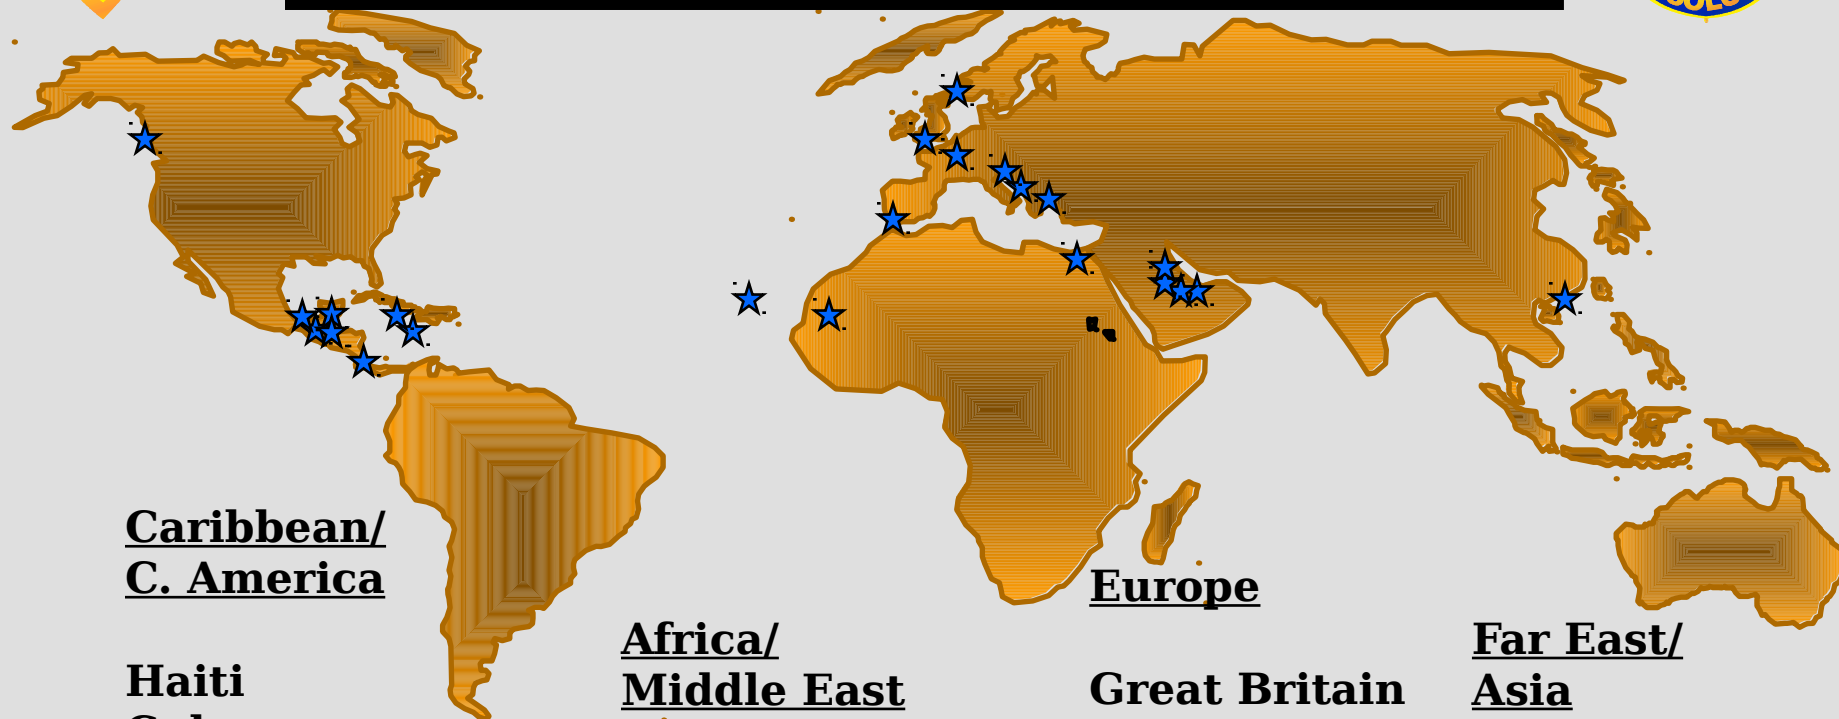 Caribbean/
C. America
Haiti
Africa/
Middle East
Europe
Great Britain
Far East/
Asia